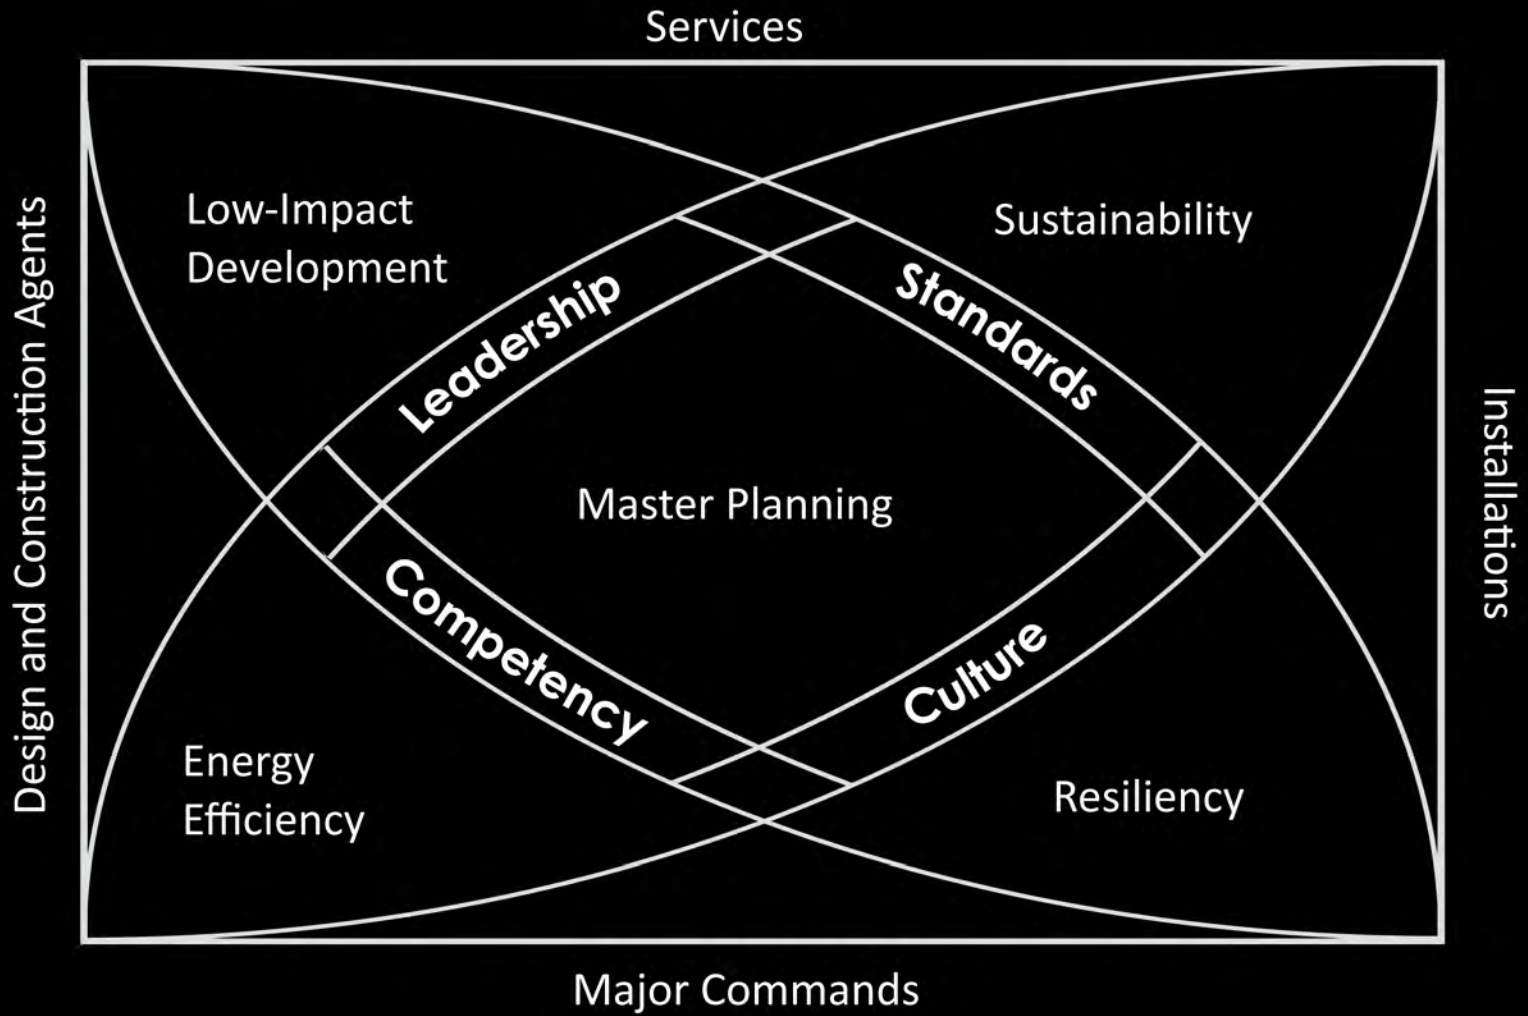 Services
Design and Construction Agents
Low-Impact
Development
Sustainability
Leadership
Standards
Installations
Master Planning
Competency
Culture
Energy
Efficiency
Resiliency
Major Commands